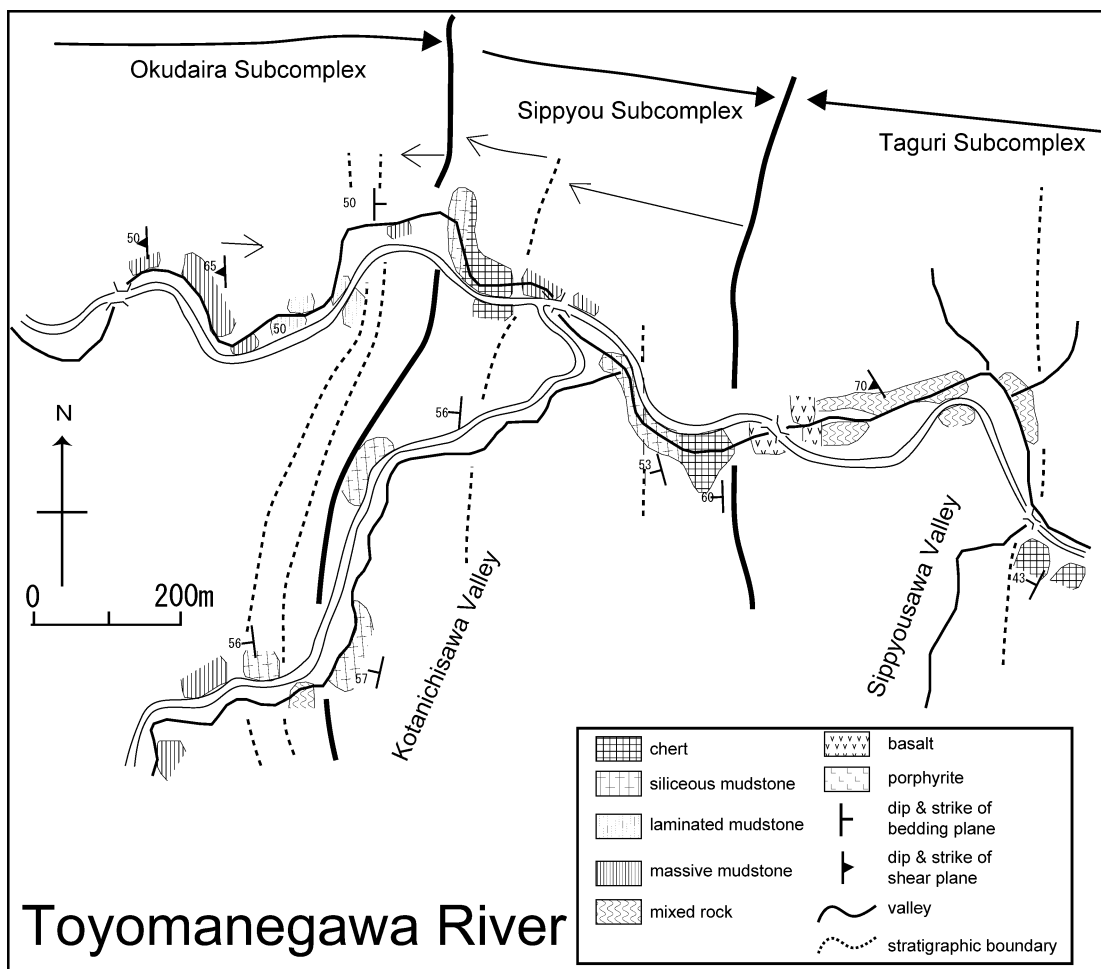 Okudaira Subcomplex
Sippyou Subcomplex
Taguri Subcomplex
50
50
65
50
70
N
56
53
60
0
200m
43
56
57
Kotanichisawa Valley
Sippyousawa Valley
chert
siliceous mudstone
laminated mudstone
massive mudstone
mixed rock
basalt
porphyrite
dip & strike of
bedding plane
dip & strike of
shear plane
valley
stratigraphic boundary
Toyomanegawa River